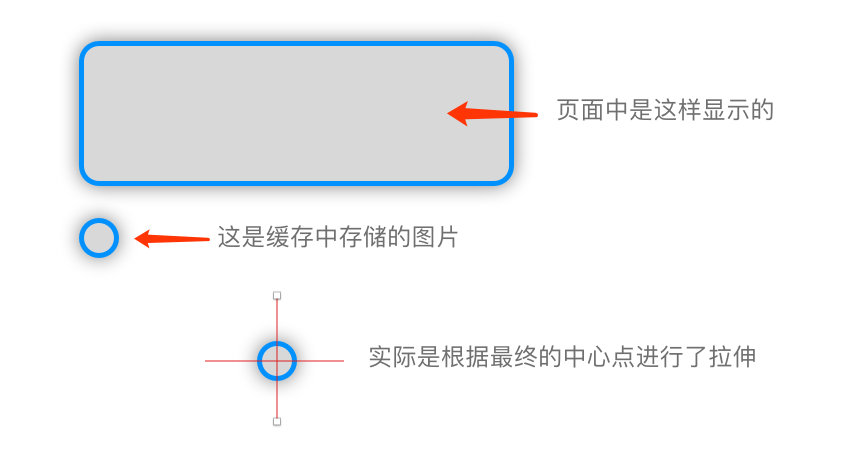 页面中是这样显示的
这是缓存中存储的图片
实际是根据最终的中心点进行了拉伸